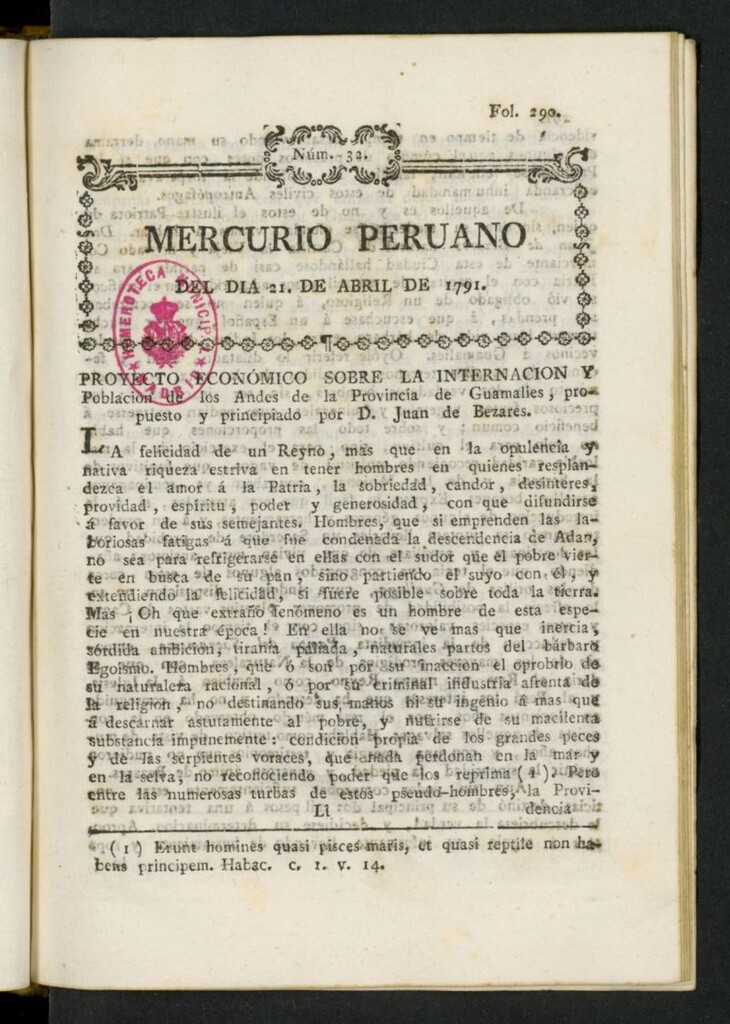 Fol. 290.
Núm. 32.
MERCURIO PERUANO
DEL DIA 21. DE ABRIL DE 1791.
HEMEROTECA MUNICIPAL
MADRID
PROYECTO ECONÓMICO SOBRE LA INTERNACION Y
Poblacion de los Andes de la Provincia de Guamalies, pro-
puesto y principiado por D. Juan de Bezares.
LA felicidad de un Reyno, mas que en la opulencia y
nativa riqueza estriva en tener hombres en quienes resplan-
dezca el amor á la Patria, la sobriedad, candor, desinteres,
providad, espíritu, poder y generosidad, con que difundirse
á favor de sus semejantes. Hombres, que si emprenden las la-
boriosas fatigas á que fue condenada la descendencia de Adan,
no sea para refrigerarse en ellas con el sudor que el pobre vier-
te en busca de su pan, sino partiendo el suyo con él, y
extendiendo la felicidad, si fuere posible sobre toda la tierra.
Mas ¡Oh que extraño fenómeno es un hombre de esta espe-
cie en nuestra época! En ella no se ve mas que inercia,
sórdida ambicion, tirania paliada, naturales partos del bárbaro
Egoismo. Hombres, que ó son por su inaccion el oprobrio de
su naturaleza racional, ó por su criminal industria afrenta de
la religion, no destinando sus manos ni su ingenio á mas que
á descarnar astutamente al pobre, y nutrirse de su macilenta
substancia impunemente: condicion propia de los grandes peces
y de las serpientes voraces, que nada perdonan en la mar y
en la selva, no reconociendo poder que los reprima (1). Pero
entre las numerosas turbas de estos pseudo-hombres, la Provi-
Ll dencia
(1) Erunt homines quasi pisces maris, et quasi reptile non ha-
bens principem. Habac. c. 1. v. 14.